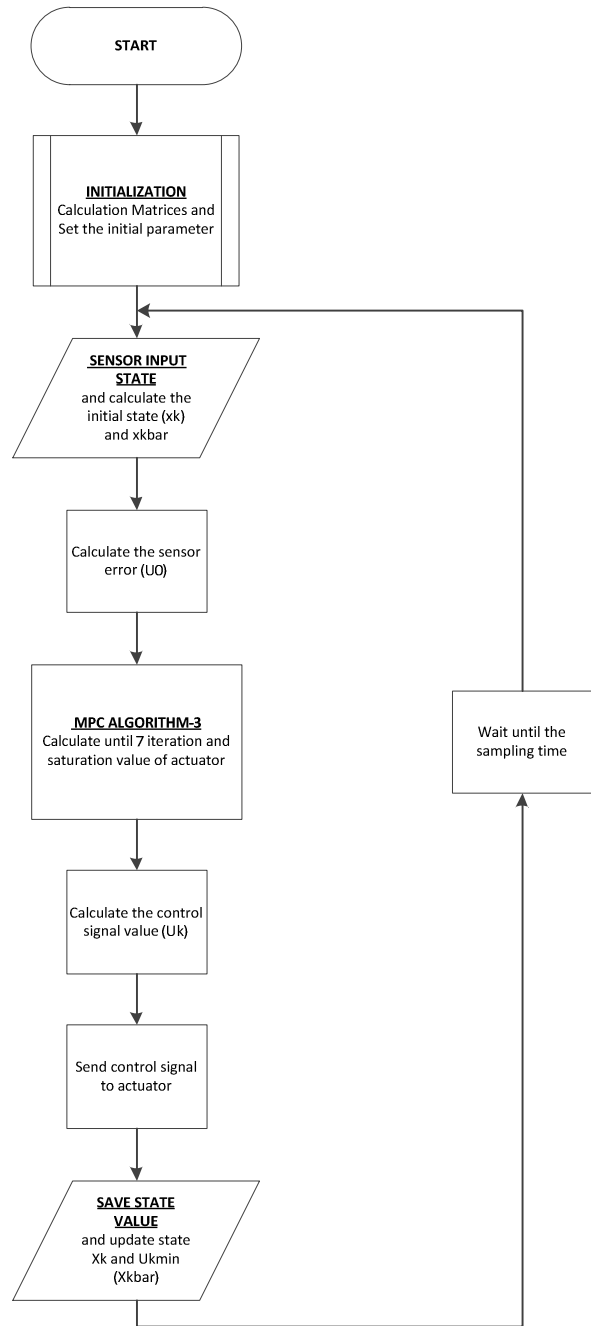 START
INITIALIZATION
Calculation Matrices and
Set the initial parameter
SENSOR INPUT
STATE
and calculate the
initial state (xk)
and xkbar
Calculate the sensor
error (U0)
MPC ALGORITHM-3
Calculate until 7 iteration and
saturation value of actuator
Wait until the
sampling time
Calculate the control
signal value (Uk)
Send control signal
to actuator
SAVE STATE
VALUE
and update state
Xk and Ukmin
(Xkbar)